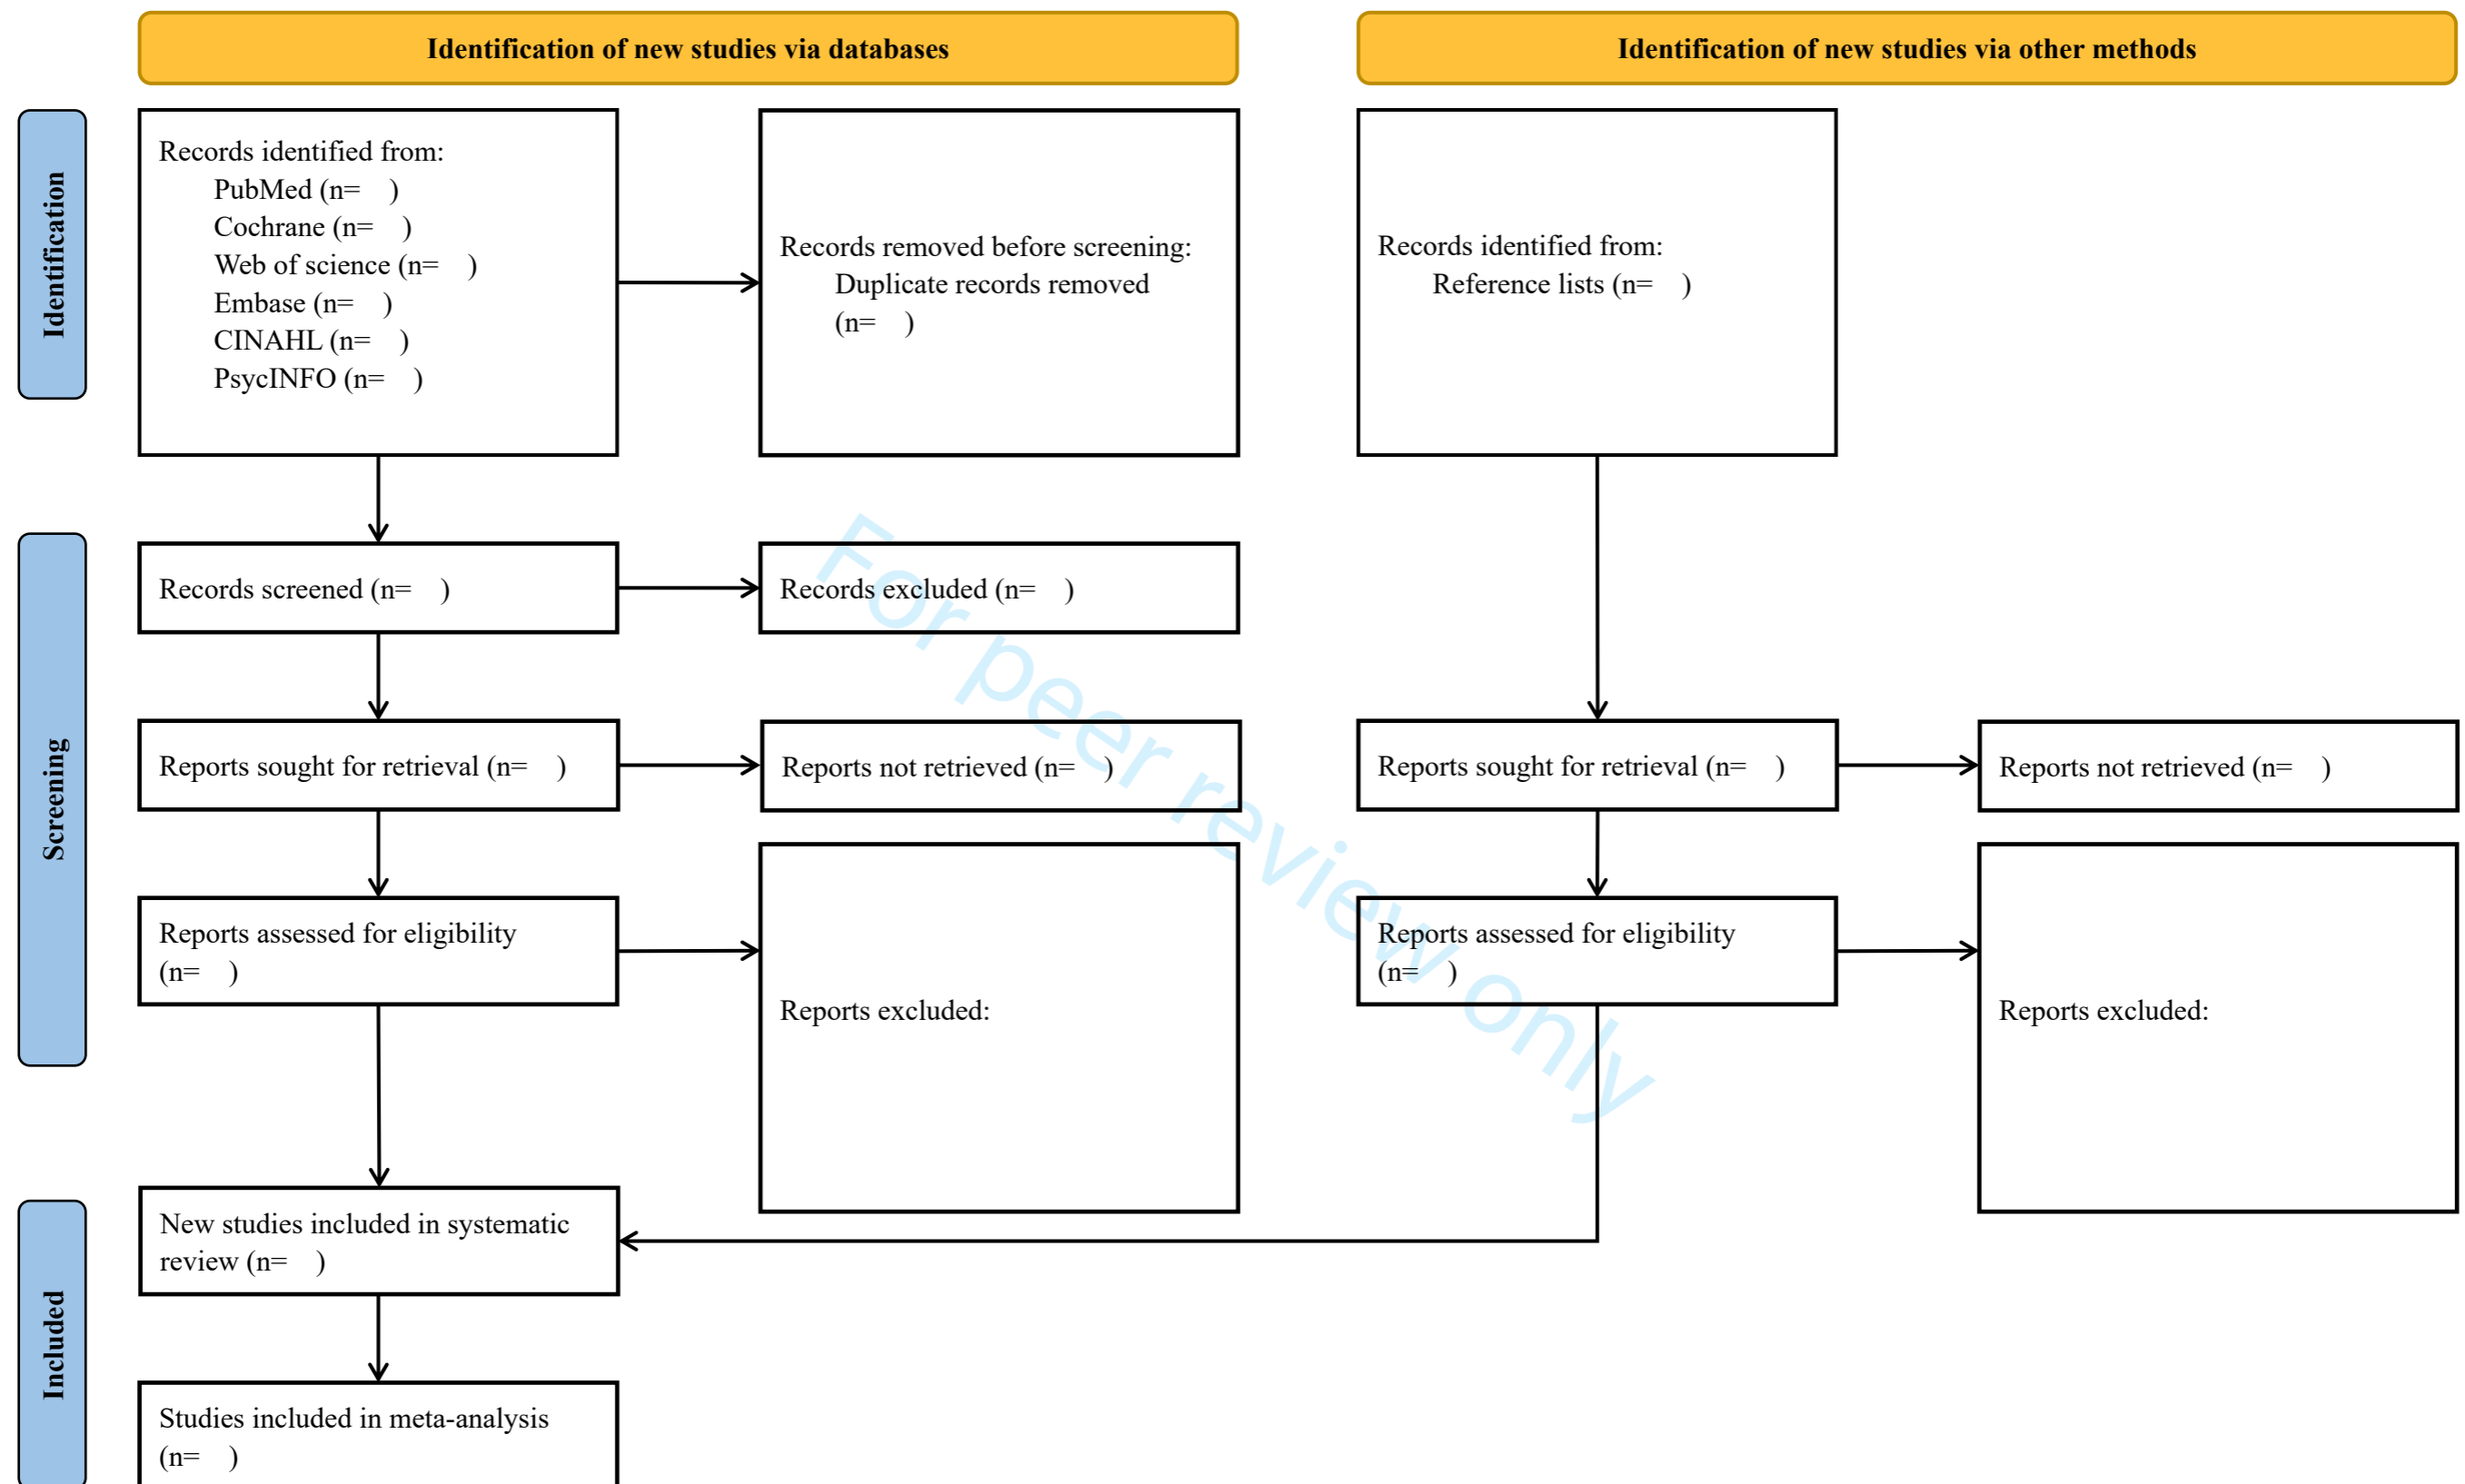 Identification of new studies via databases
Identification of new studies via other methods
Identification
Records identified from:
PubMed (n=    )
Cochrane (n=    )
Web of science (n=    )
Embase (n=    )
CINAHL (n=    )
PsycINFO (n=    )
Records removed before screening:
Duplicate records removed
(n=    )
Records identified from:
Reference lists (n=    )
Screening
Records screened (n=    )
Records excluded (n=    )
Reports sought for retrieval (n=    )
Reports not retrieved (n=    )
Reports sought for retrieval (n=    )
Reports not retrieved (n=    )
Reports assessed for eligibility
(n=    )
Reports excluded:
Reports assessed for eligibility
(n=    )
Reports excluded:
Included
New studies included in systematic
review (n=    )
Studies included in meta-analysis
(n=    )
For peer review only